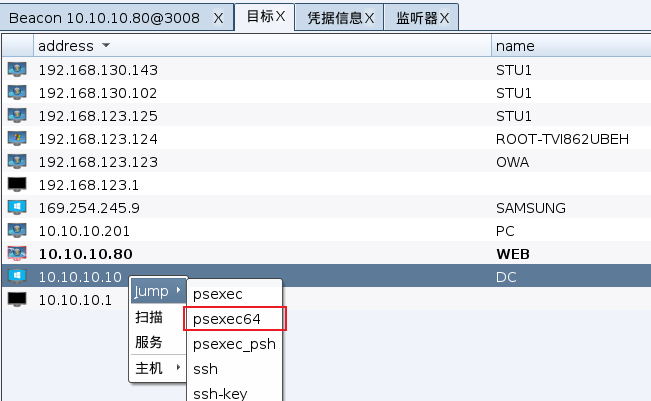 Beacon 10.10.10.80@3008 X 目标X 凭据信息X 监听器X
address name
192.168.130.143 STU1
192.168.130.102 STU1
192.168.123.125 STU1
192.168.123.124 ROOT-TVI862UBEH
192.168.123.123 OWA
192.168.123.1
169.254.245.9 SAMSUNG
10.10.10.201 PC
10.10.10.80 WEB
10.10.10.10 DC
10.10.10.1
Jump
扫描
服务
主机
psexec
psexec64
psexec_psh
ssh
ssh-key